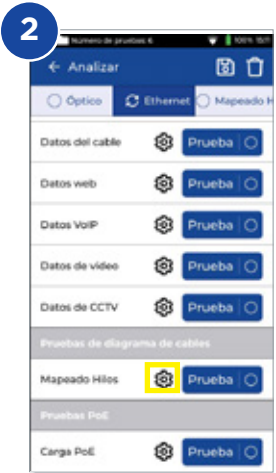 2
Número de pruebas 6
100% 15:11
Analizar
Óptico Ethernet Mapeado H
Datos del cable Prueba
Datos web Prueba
Datos VoIP Prueba
Datos de video Prueba
Datos de CCTV Prueba
Pruebas de diagrama de cables
Mapeado Hilos Prueba
Pruebas PoE
Carga PoE Prueba